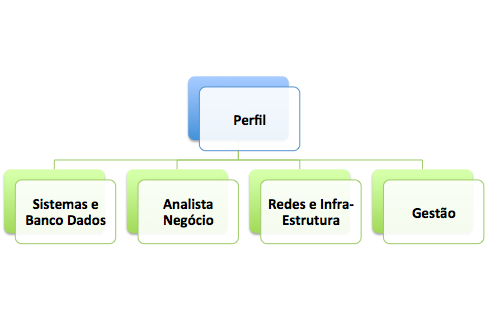 Perfil
Sistemas e
Banco Dados
Analista
Negócio
Redes e Infra-
Estrutura
Gestão